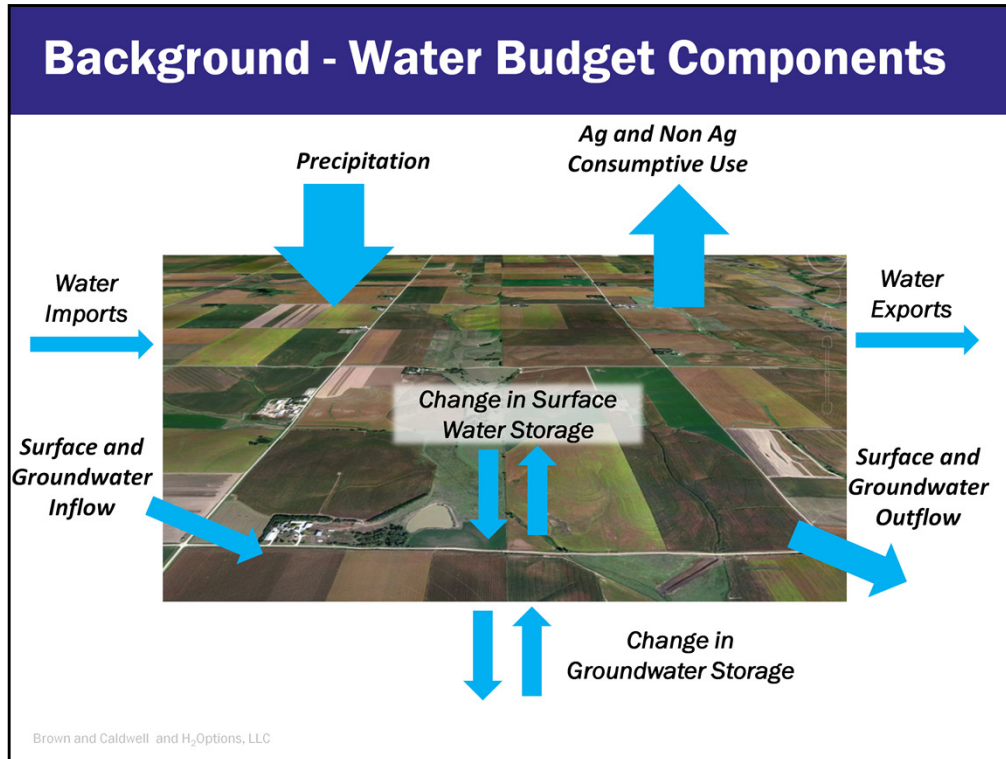 Background - Water Budget Components
Precipitation
Ag and Non Ag
Consumptive Use
Water
Imports
Water
Exports
Change in Surface
Water Storage
Surface and
Groundwater
Inflow
Surface and
Groundwater
Outflow
Change in
Groundwater Storage
Brown and Caldwell and H₂Options, LLC